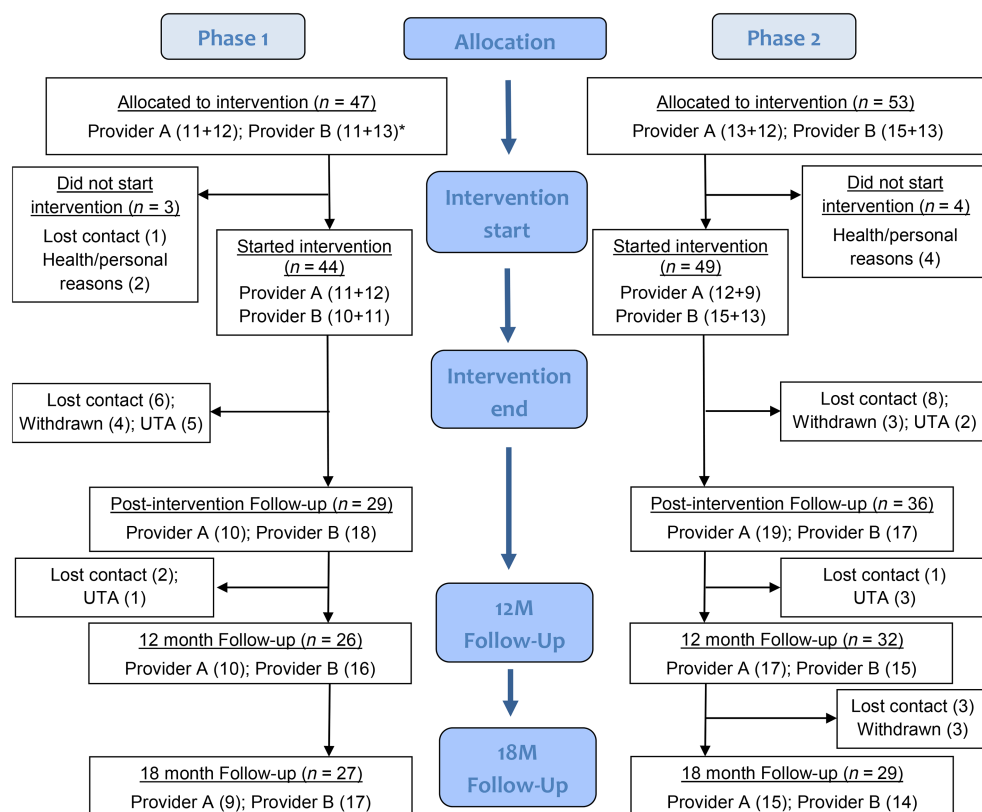 Phase 1
Allocation
Phase 2
Allocated to intervention (n = 47)
Provider A (11+12); Provider B (11+13)*
Allocated to intervention (n = 53)
Provider A (13+12); Provider B (15+13)
Did not start
intervention (n = 3)
Lost contact (1)
Health/personal
reasons (2)
Intervention
start
Did not start
intervention (n = 4)
Health/personal
reasons (4)
Started intervention
(n = 44)
Provider A (11+12)
Provider B (10+11)
Started intervention
(n = 49)
Provider A (12+9)
Provider B (15+13)
Intervention
end
Lost contact (6);
Withdrawn (4); UTA (5)
Lost contact (8);
Withdrawn (3); UTA (2)
Post-intervention Follow-up (n = 29)
Provider A (10); Provider B (18)
Post-intervention Follow-up (n = 36)
Provider A (19); Provider B (17)
Lost contact (2);
UTA (1)
12M
Follow-Up
Lost contact (1)
UTA (3)
12 month Follow-up (n = 26)
Provider A (10); Provider B (16)
12 month Follow-up (n = 32)
Provider A (17); Provider B (15)
Lost contact (3)
Withdrawn (3)
18M
Follow-Up
18 month Follow-up (n = 27)
Provider A (9); Provider B (17)
18 month Follow-up (n = 29)
Provider A (15); Provider B (14)